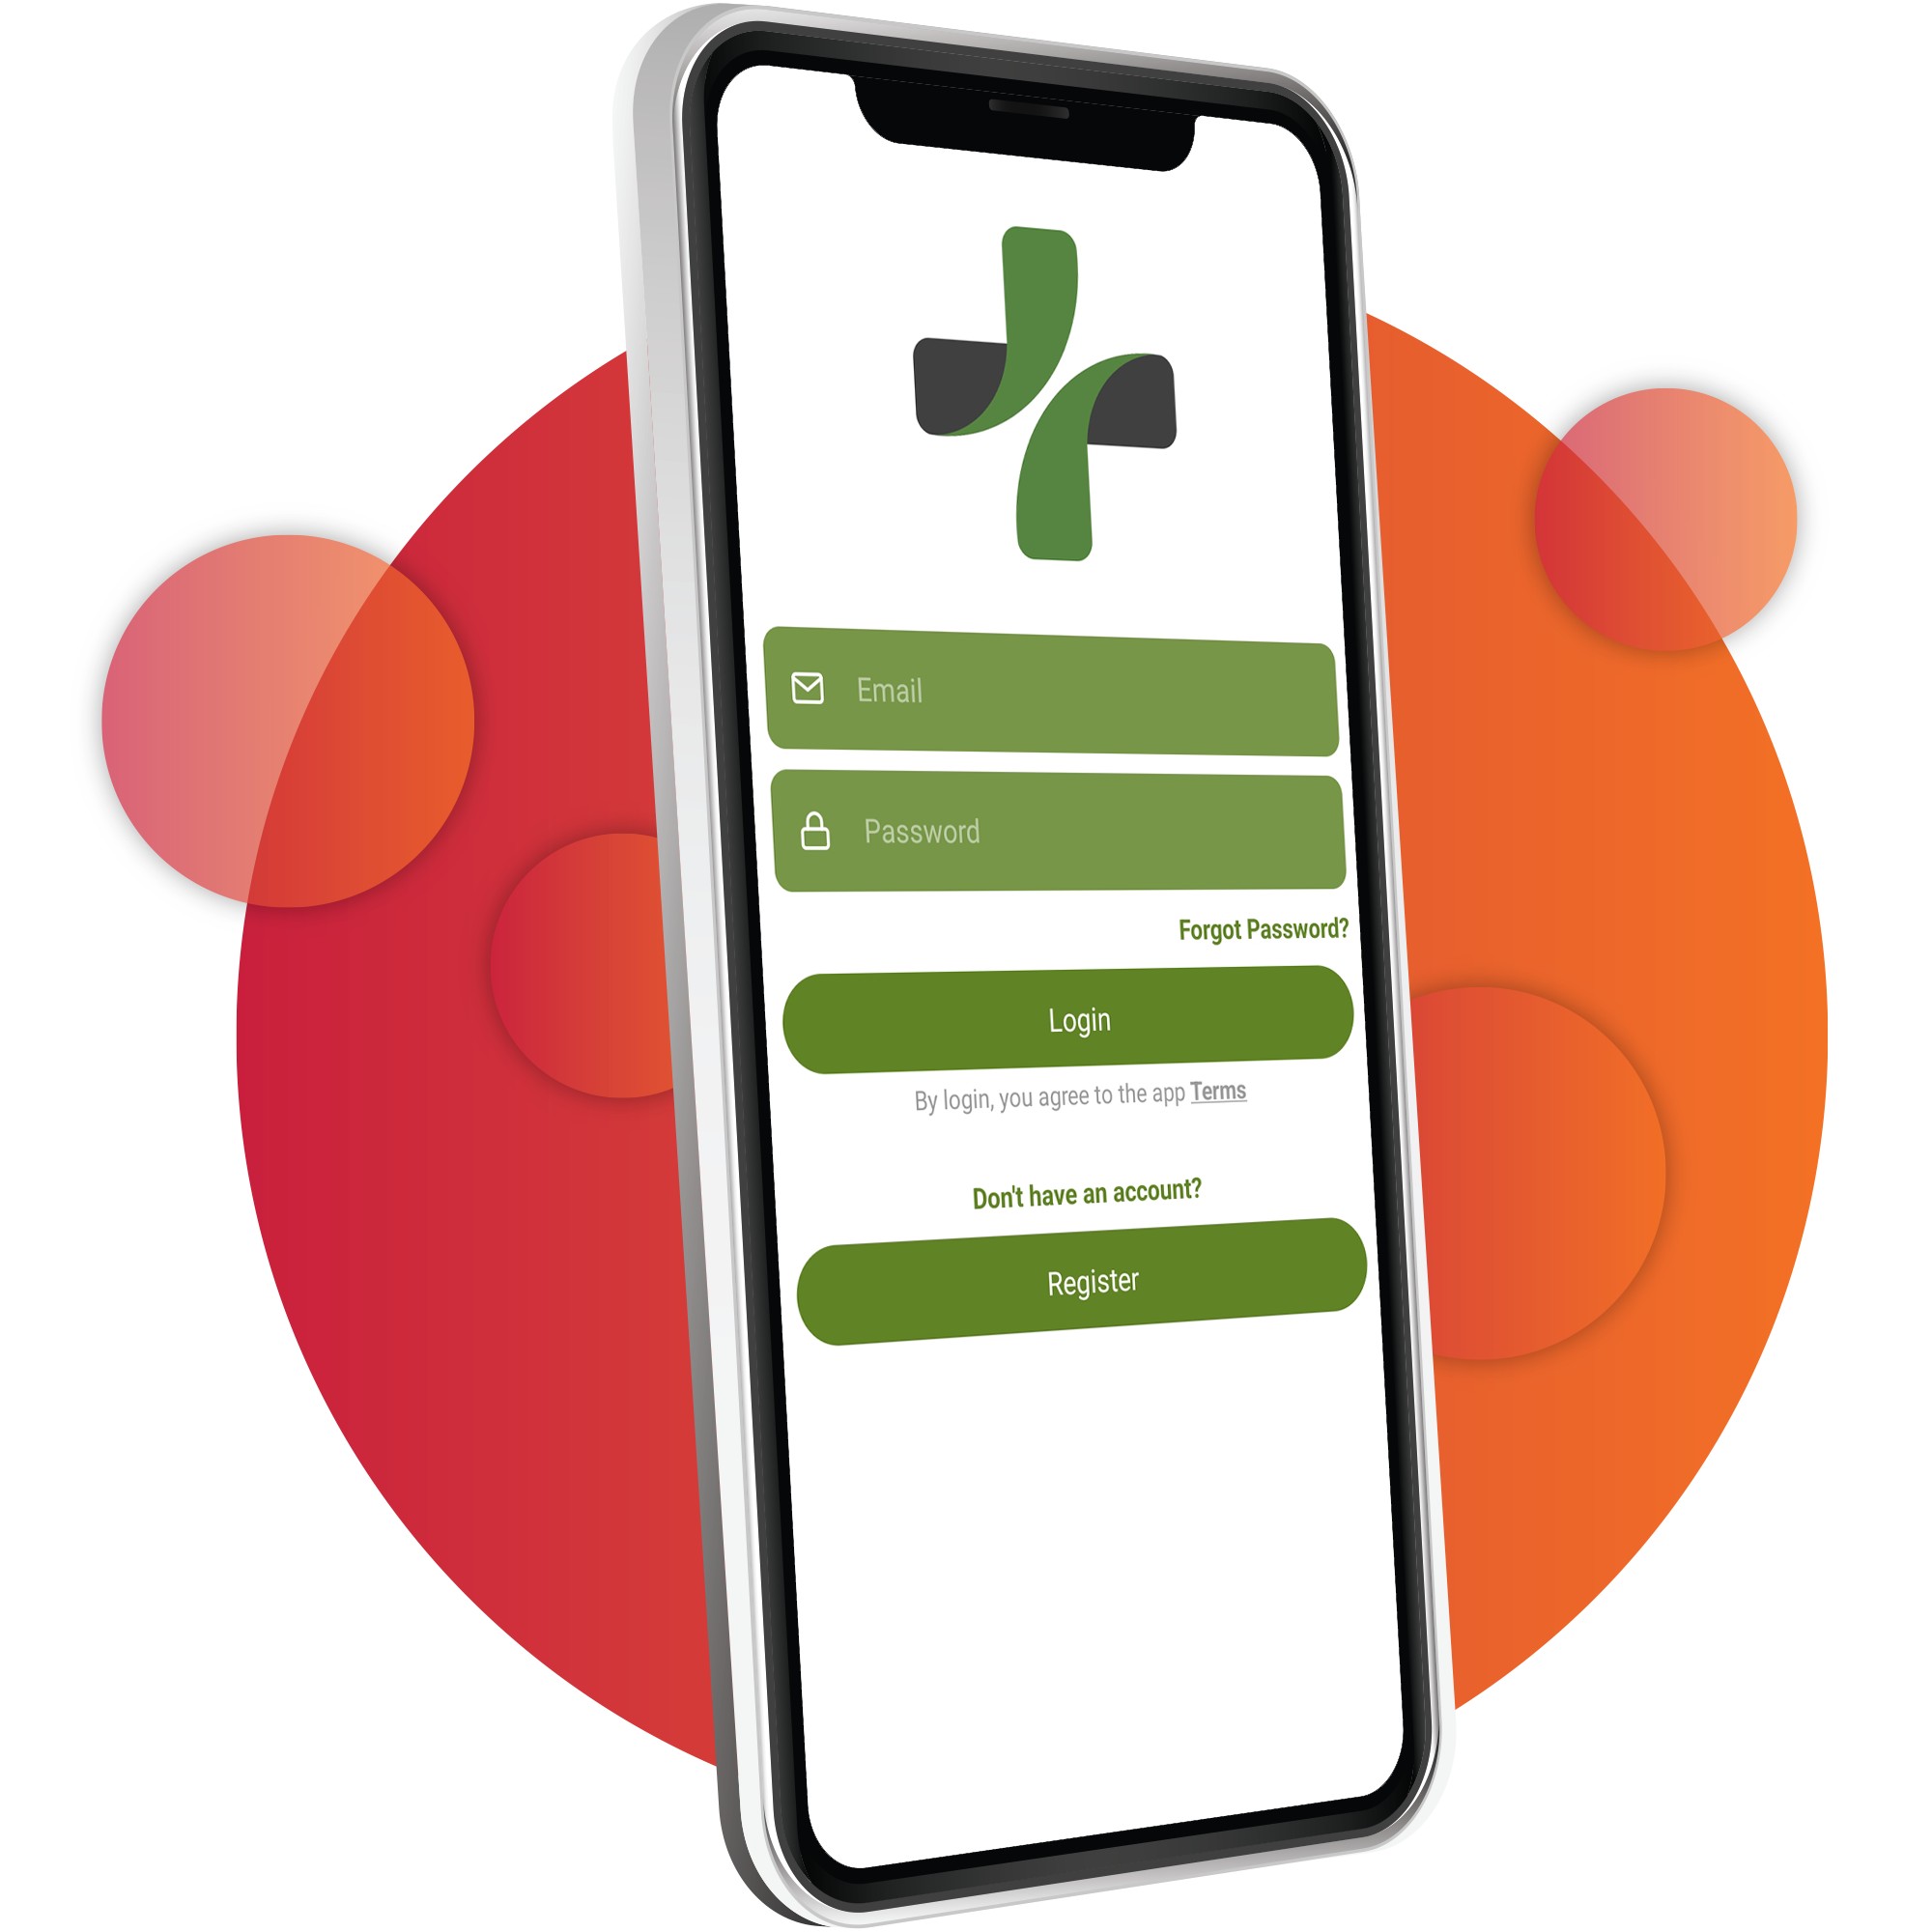 Email
Password
Forgot Password?
Login
By login, you agree to the app Terms
Don't have an account?
Register